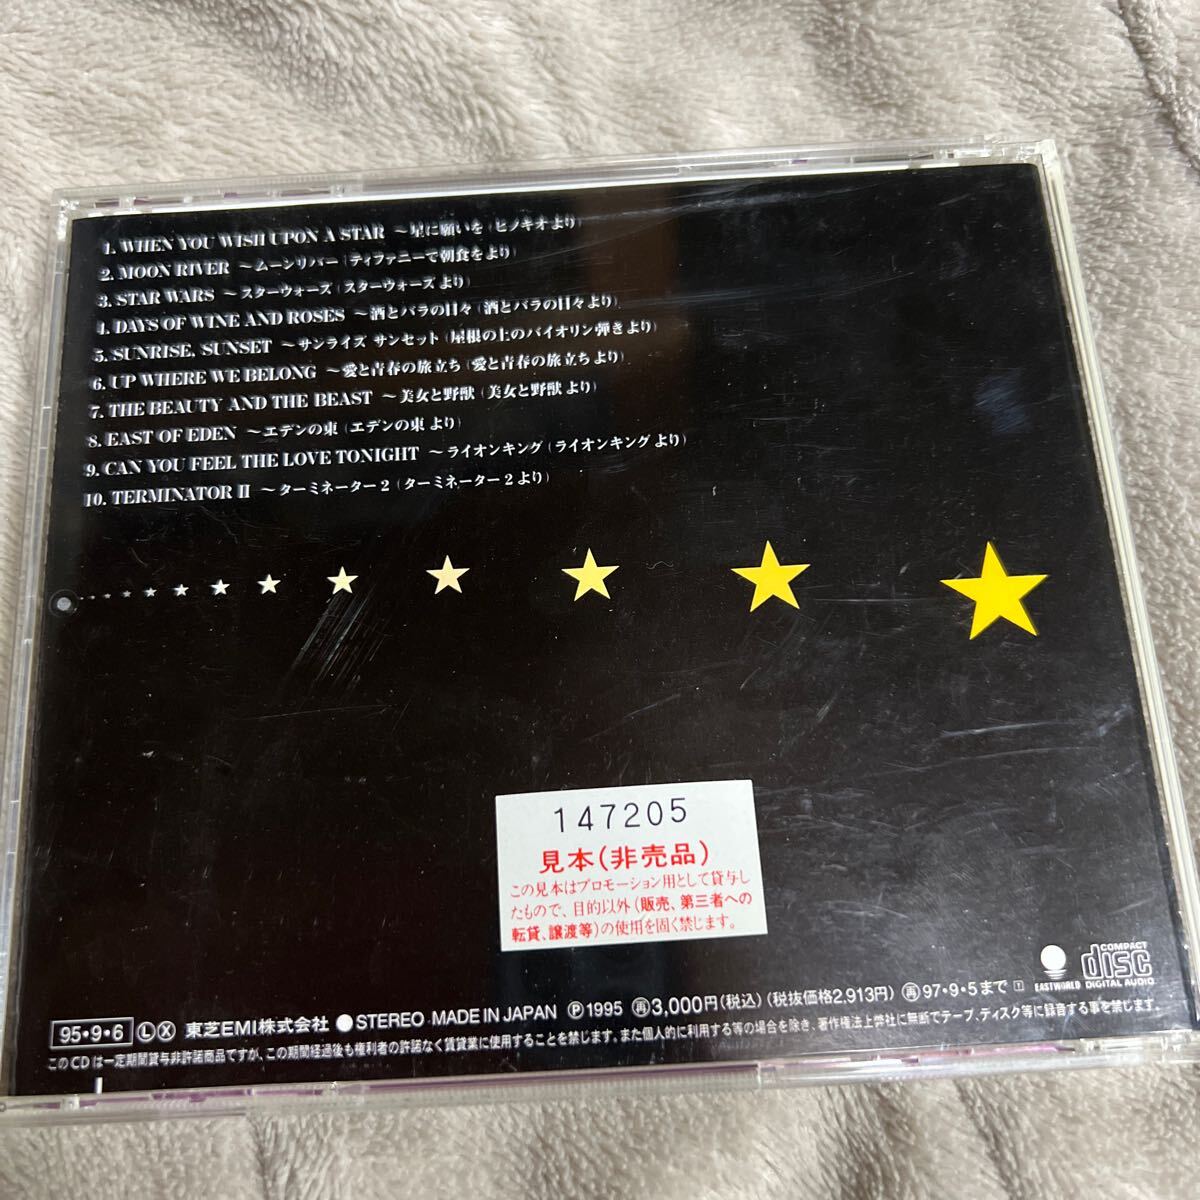 1. WHEN YOU WISH UPON A STAR ～星に願いを (ピノキオより)
2. MOON RIVER ～ムーンリバー (ティファニーで朝食をより)
3. STAR WARS ～スターウォーズ (スターウォーズより)
4. DAYS OF WINE AND ROSES ～酒とバラの日々 (酒とバラの日々より)
5. SUNRISE, SUNSET ～サンライズ サンセット (屋根の上のバイオリン弾きより)
6. UP WHERE WE BELONG ～愛と青春の旅立ち (愛と青春の旅立ちより)
7. THE BEAUTY AND THE BEAST ～美女と野獣 (美女と野獣より)
8. EAST OF EDEN ～エデンの東 (エデンの東より)
9. CAN YOU FEEL THE LOVE TONIGHT ～ライオンキング (ライオンキングより)
10. TERMINATOR II ～ターミネーター2 (ターミネーター2より)
147205
見本(非売品)
この見本はプロモーション用として貸与し
たもので、目的以外(販売、第三者への
転貸、譲渡等)の使用を固く禁じます。
EASTWORLD
COMPACT
disc
DIGITAL AUDIO
95・9・6 Ⓛ Ⓧ 東芝EMI株式会社 ●STEREO MADE IN JAPAN Ⓟ1995 ㊢3,000円(税込) (税抜価格2,913円) 97・9・5まで
このCDは一定期間貸与非許諾商品ですが、この期間経過後も権利者の許諾なく賃貸業に使用することを禁じます。また個人的に利用する等の場合を除き、著作権法上弊社に無断でテープ、ディスク等に録音する事を禁じます。